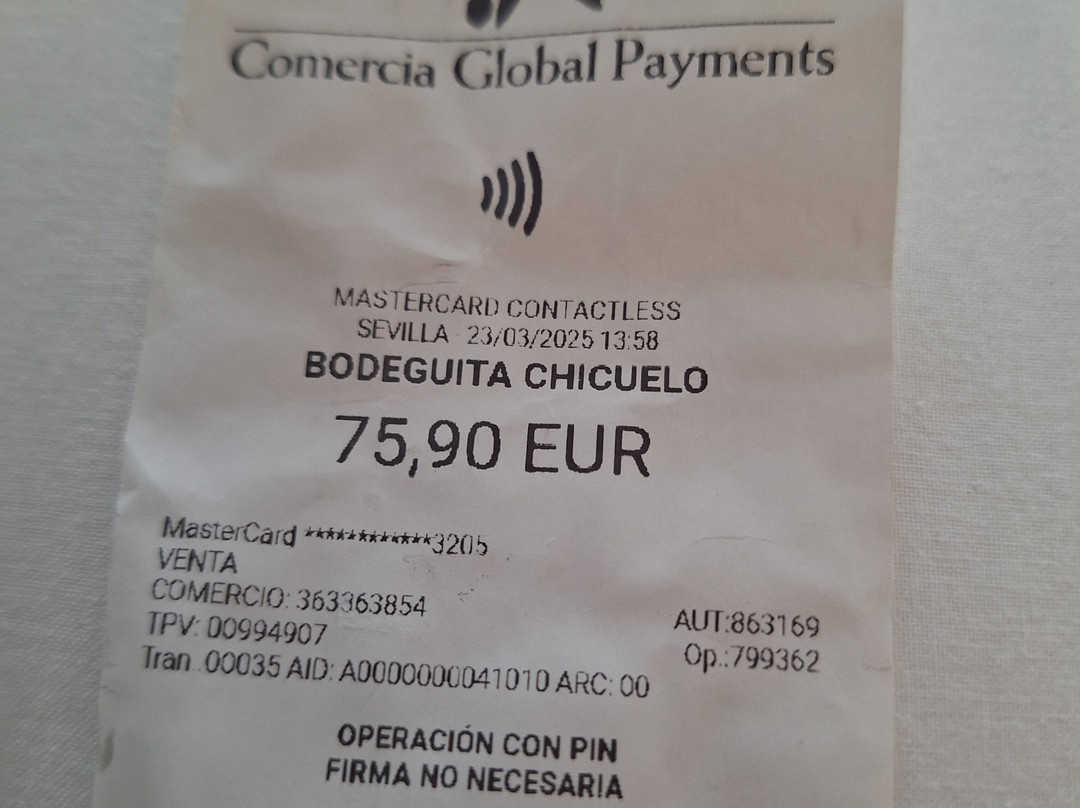 Comercia Global Payments
MASTERCARD CONTACTLESS
SEVILLA 23/03/2025 13:58
BODEGUITA CHICUELO
75,90 EUR
MasterCard ************3205
VENTA
COMERCIO: 363363854
TPV: 00994907
AUT:863169
Tran.:00035 AID: A0000000041010 ARC: 00
Op.:799362
OPERACIÓN CON PIN
FIRMA NO NECESARIA